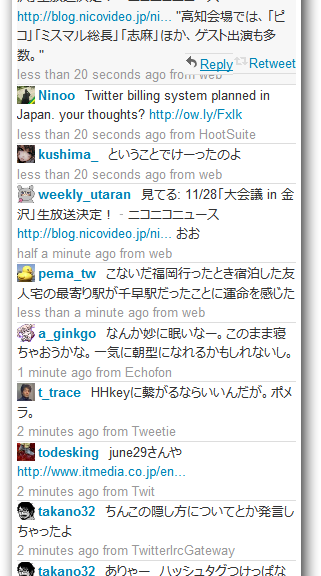 http://blog.nicovideo.jp/ni... "高知会場では、「ピ
コ」「ミスマル総長」「志麻」ほか、ゲスト出演も多
数。"
less than 20 seconds ago from web
Reply Retweet
Ninoo Twitter billing system planned in
Japan. your thoughts? http://ow.ly/Fxlk
less than 20 seconds ago from HootSuite
kushima_ ということでけーったのよ
less than 20 seconds ago from web
weekly_utaran 見てる: 11/28「大会議 in 金
沢」生放送決定！ ‐ ニコニコニュース
http://blog.nicovideo.jp/ni... おお
half a minute ago from web
pema_tw こないだ福岡行ったとき宿泊した友
人宅の最寄り駅が千早駅だったことに運命を感じた
less than a minute ago from web
a_ginkgo なんか妙に眠いなー。このまま寝
ちゃおうかな。一気に朝型になれるかもしれないし。
1 minute ago from Echofon
t_trace HHkeyに繋がるならいいんだが。ポメ
ラ。
2 minutes ago from Tweetie
todesking june29さんや
http://www.itmedia.co.jp/en...
2 minutes ago from Twit
takano32 ちんこの隠し方についてとか発言し
ちゃったよ
2 minutes ago from TwitterIrcGateway
takano32 ありゃー ハッシュタグつけっぱな